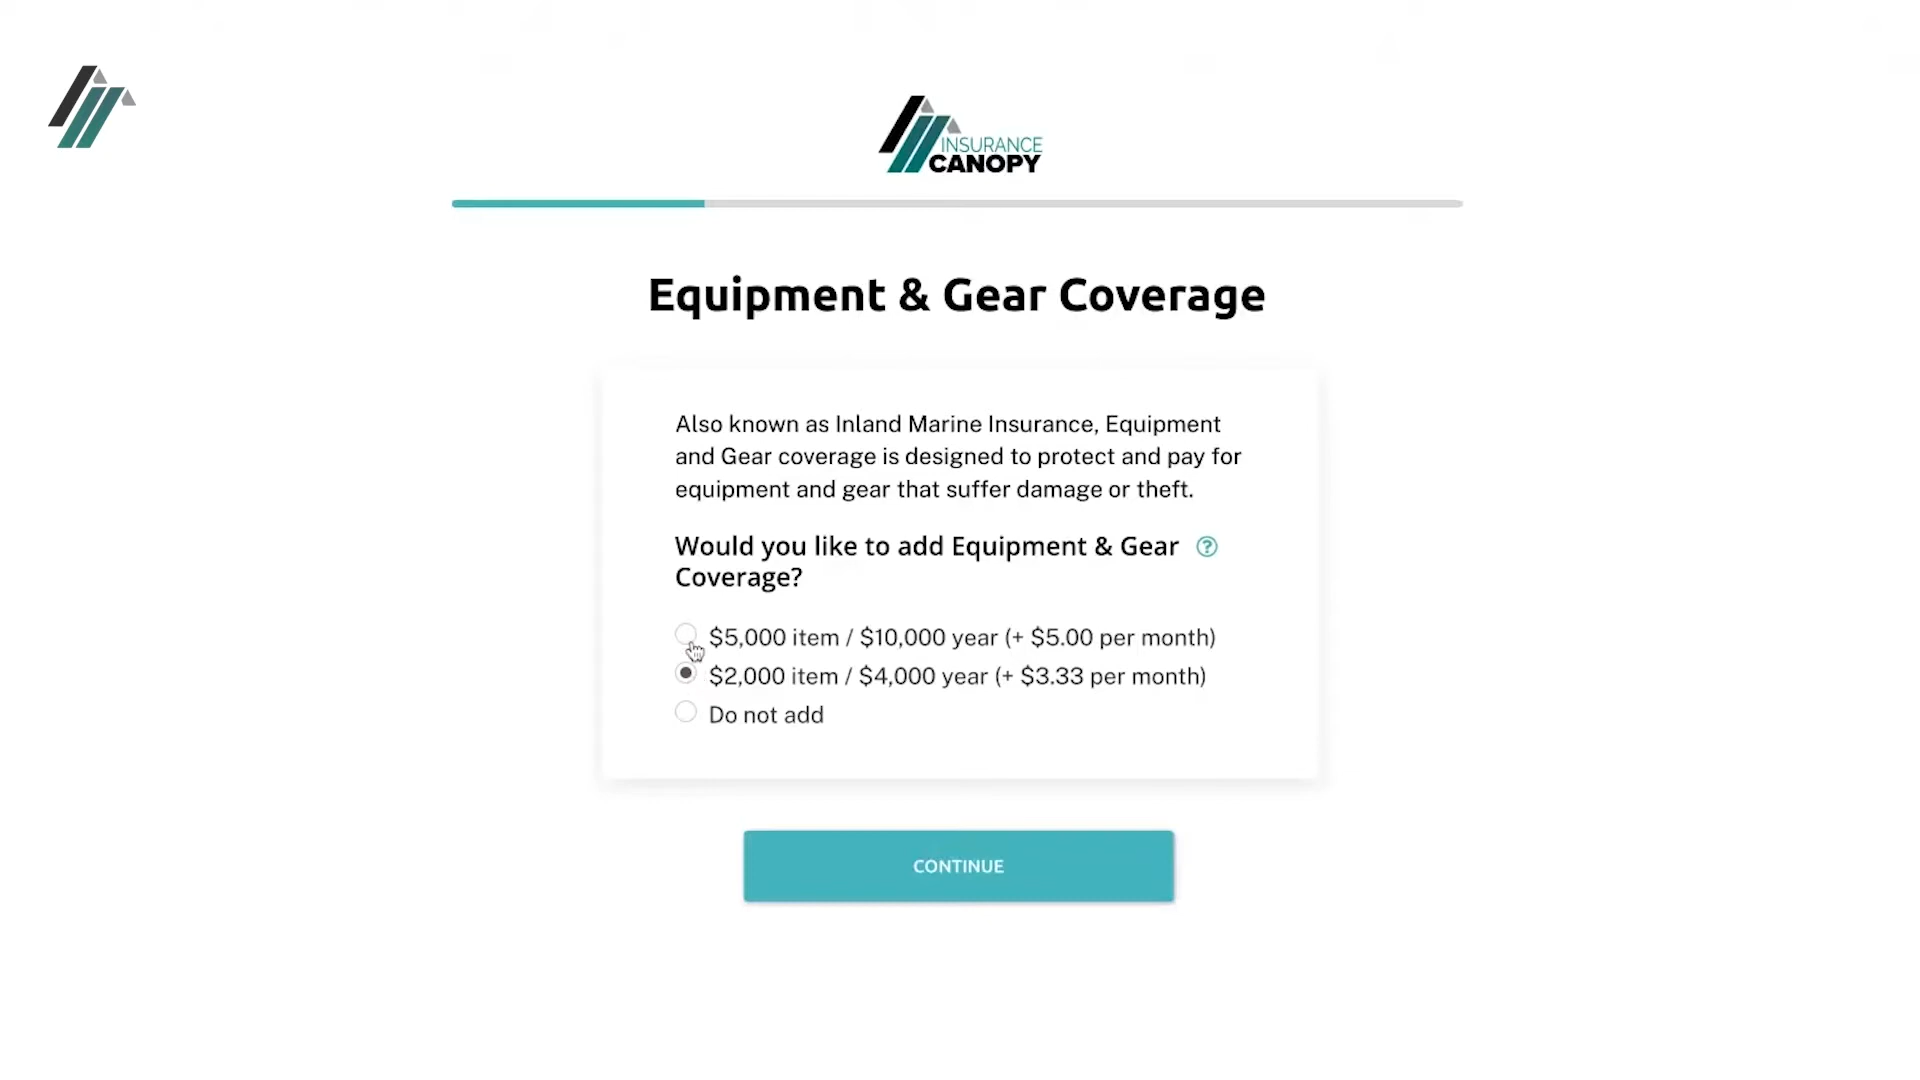 INSURANCE
CANOPY
Equipment & Gear Coverage
Also known as Inland Marine Insurance, Equipment
and Gear coverage is designed to protect and pay for
equipment and gear that suffer damage or theft.
Would you like to add Equipment & Gear ?
Coverage?
$5,000 item / $10,000 year (+ $5.00 per month)
$2,000 item / $4,000 year (+ $3.33 per month)
Do not add
CONTINUE